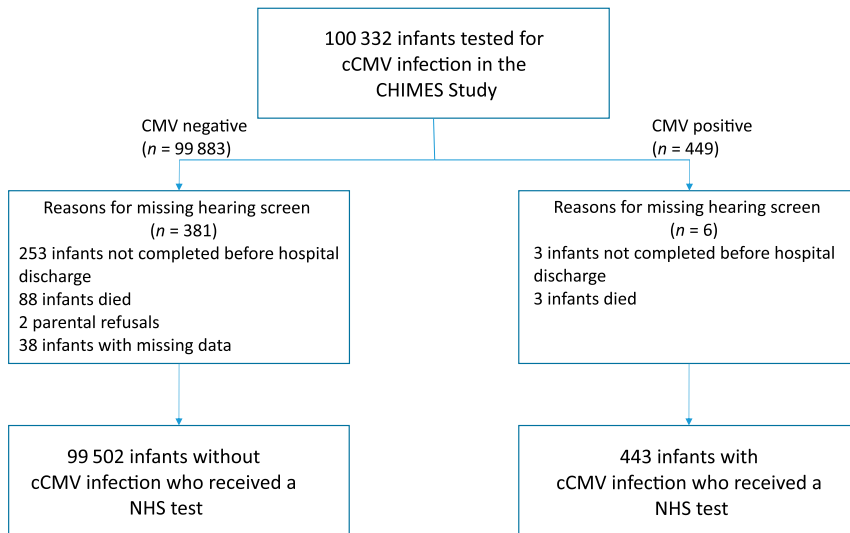 100 332 infants tested for
cCMV infection in the
CHIMES Study
CMV negative
(n = 99 883)
CMV positive
(n = 449)
Reasons for missing hearing screen
(n = 381)
253 infants not completed before hospital
discharge
88 infants died
2 parental refusals
38 infants with missing data
Reasons for missing hearing screen
(n = 6)
3 infants not completed before hospital
discharge
3 infants died
99 502 infants without
cCMV infection who received a
NHS test
443 infants with
cCMV infection who received a
NHS test